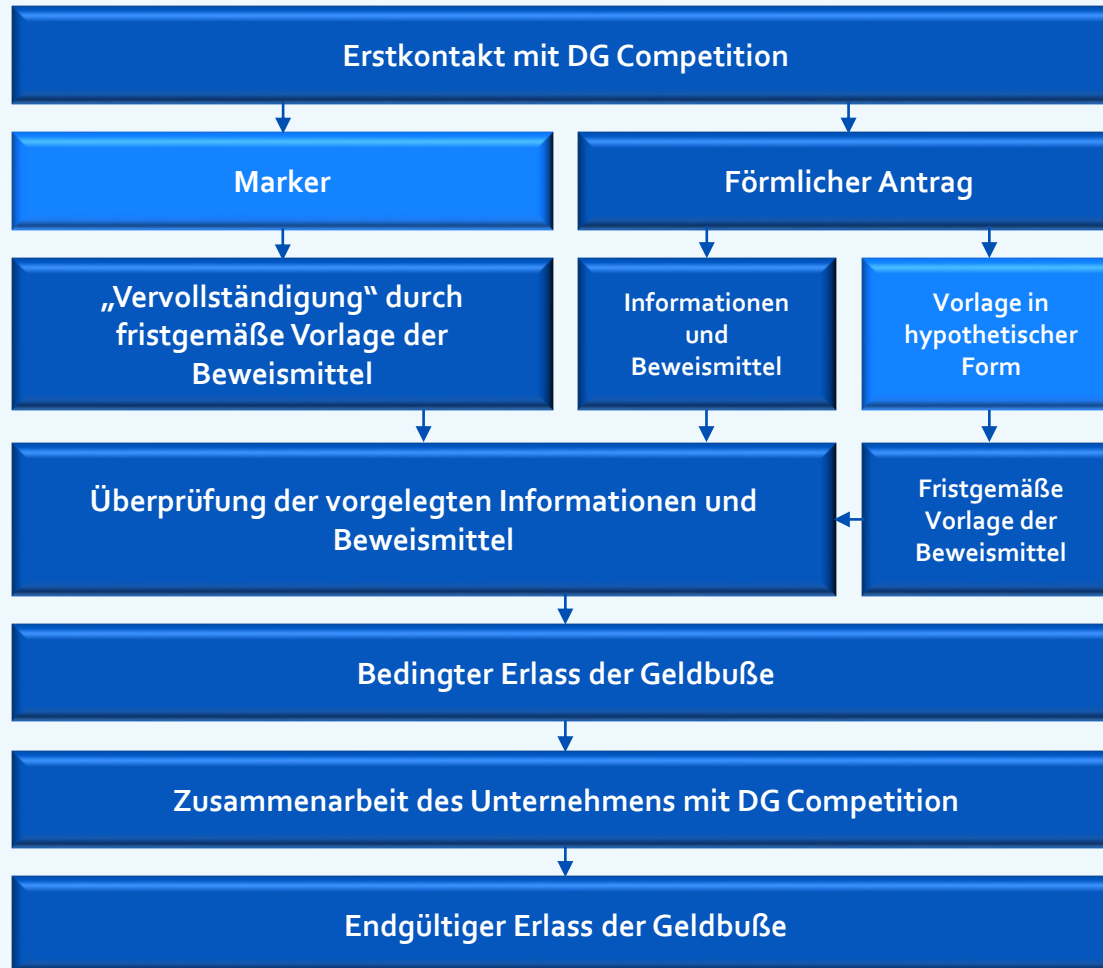 Erstkontakt mit DG Competition
Marker
Förmlicher Antrag
„Vervollständigung“ durch
fristgemäße Vorlage der
Beweismittel
Informationen
und
Beweismittel
Vorlage in
hypothetischer
Form
Überprüfung der vorgelegten Informationen und
Beweismittel
Fristgemäße
Vorlage der
Beweismittel
Bedingter Erlass der Geldbuße
Zusammenarbeit des Unternehmens mit DG Competition
Endgültiger Erlass der Geldbuße